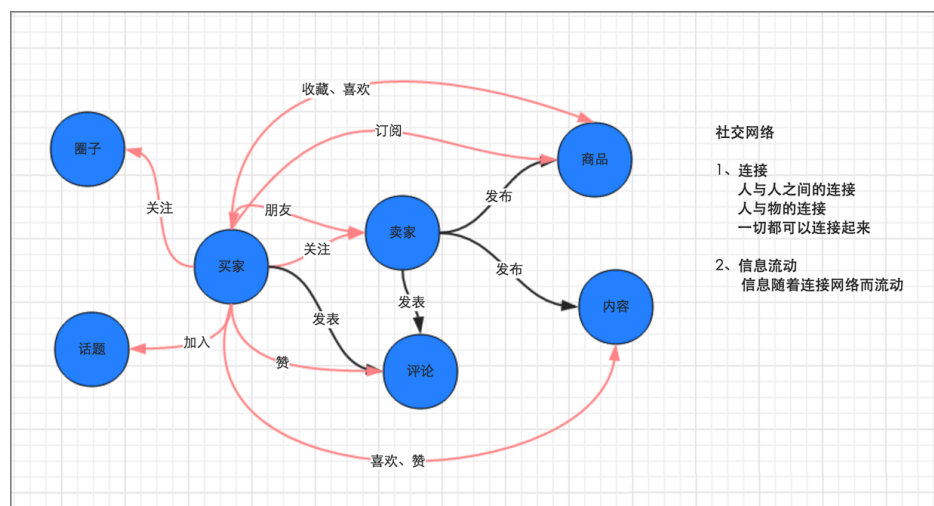 收藏、喜欢
订阅
圈子
商品
关注
朋友
发布
卖家
关注
买家
发布
发表
发表
内容
加入
话题
赞
评论
喜欢、赞
社交网络
1、连接
人与人之间的连接
人与物的连接
一切都可以连接起来
2、信息流动
信息随着连接网络而流动